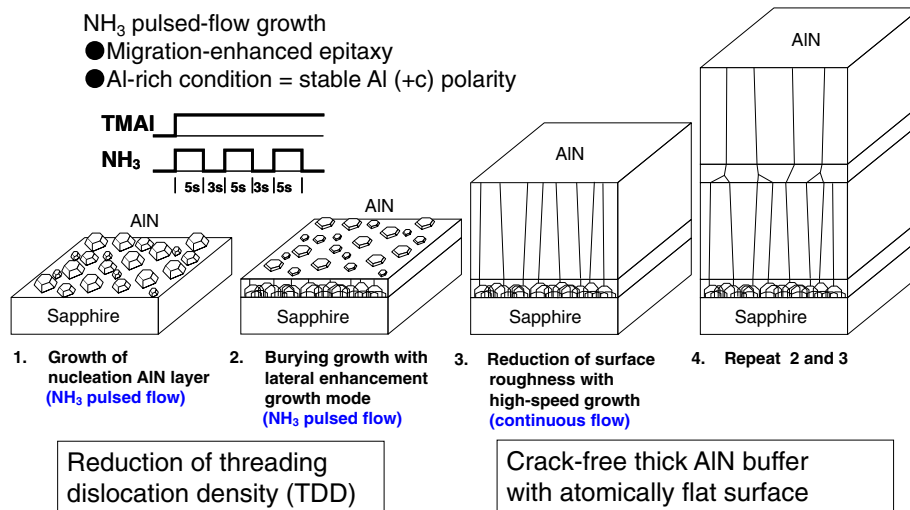 NH₃ pulsed-flow growth
●Migration-enhanced epitaxy
●Al-rich condition = stable Al (+c) polarity
TMAl
NH₃
5s 3s 5s 3s 5s
AlN
Sapphire
AlN
Sapphire
AlN
Sapphire
AlN
Sapphire
1. Growth of
nucleation AlN layer
(NH₃ pulsed flow)
2. Burying growth with
lateral enhancement
growth mode
(NH₃ pulsed flow)
3. Reduction of surface
roughness with
high-speed growth
(continuous flow)
4. Repeat 2 and 3
Reduction of threading
dislocation density (TDD)
Crack-free thick AlN buffer
with atomically flat surface